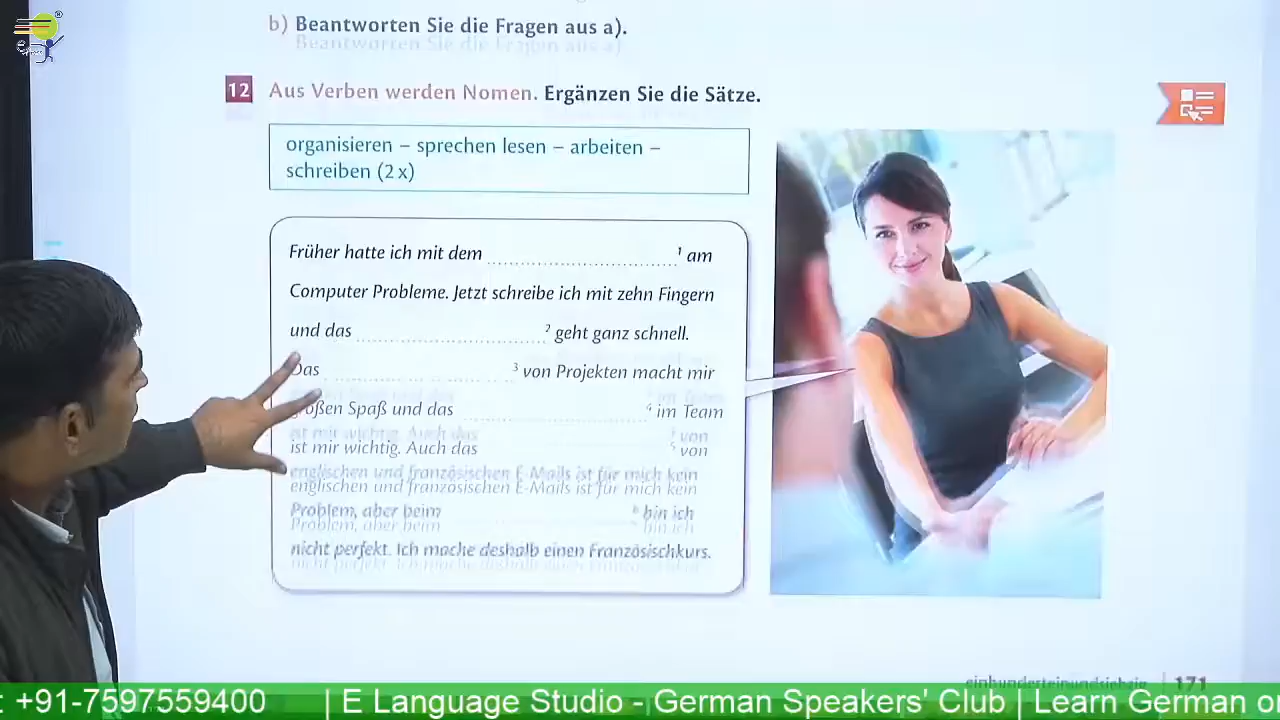 b) Beantworten Sie die Fragen aus a).
12 Aus Verben werden Nomen. Ergänzen Sie die Sätze.
organisieren – sprechen lesen – arbeiten –
schreiben (2 x)
Früher hatte ich mit dem ¹ am
Computer Probleme. Jetzt schreibe ich mit zehn Fingern
und das ² geht ganz schnell.
Das ³ von Projekten macht mir
großen Spaß und das ⁴ im Team
ist mir wichtig. Auch das ⁵ von
englischen und französischen E-Mails ist für mich kein
Problem, aber beim ⁶ bin ich
nicht perfekt. Ich mache deshalb einen Französischkurs.
einhunderteinundsiebzig | 171
: +91-7597559400 | E Language Studio - German Speakers' Club | Learn German o